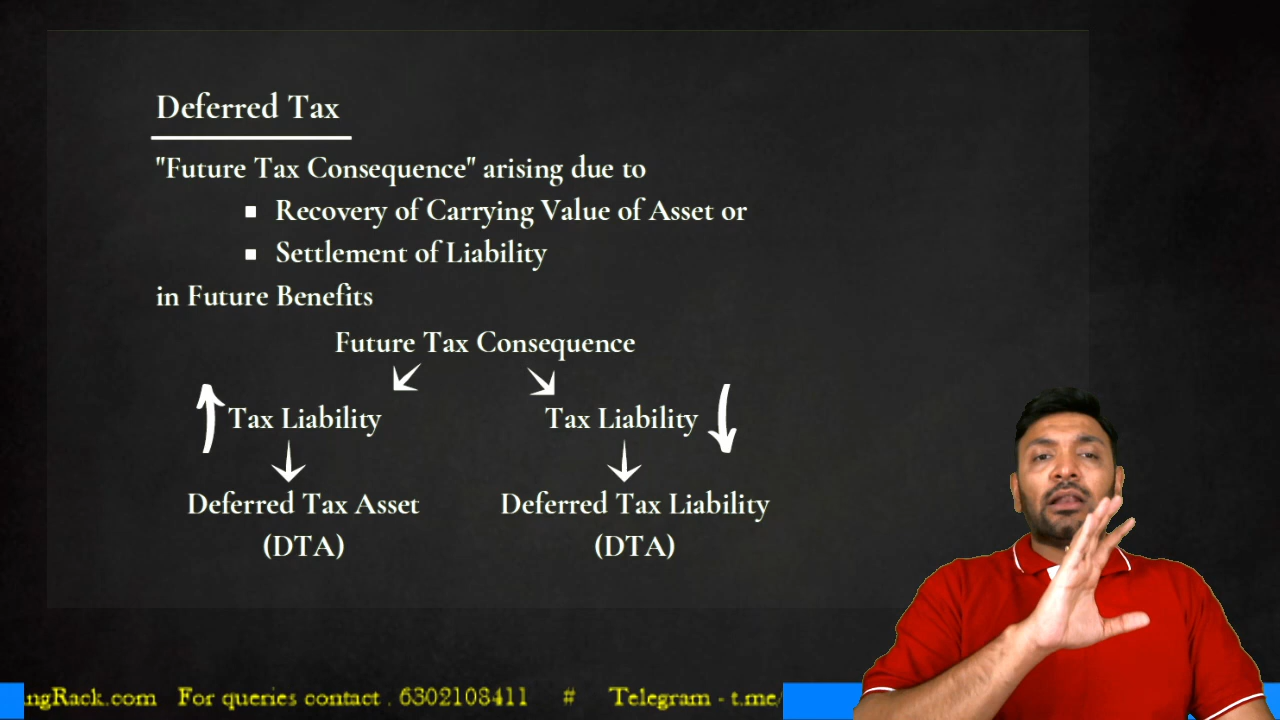 Deferred Tax
"Future Tax Consequence" arising due to
▪ Recovery of Carrying Value of Asset or
▪ Settlement of Liability
in Future Benefits
Future Tax Consequence
Tax Liability Tax Liability
Deferred Tax Asset Deferred Tax Liability
(DTA) (DTA)
ngRack.com For queries contact . 6302108411 # Telegram - t.me/